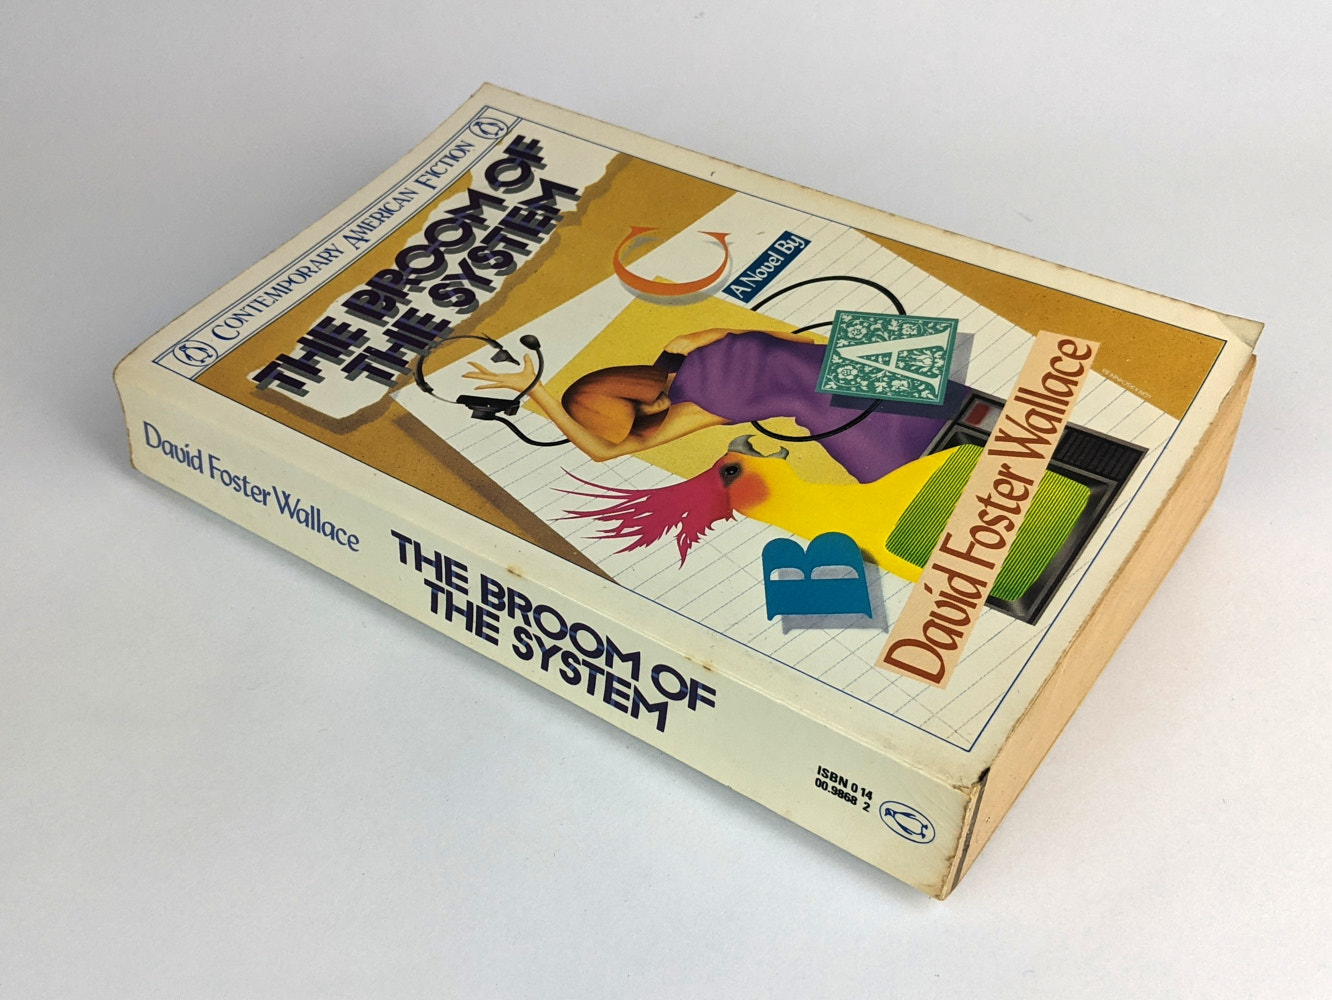 CONTEMPORARY AMERICAN FICTION
THE BROOM OF
THE SYSTEM
C
A Novel By
A
B
David Foster Wallace
David Foster Wallace
THE BROOM OF
THE SYSTEM
ISBN 0 14
00.9868 2